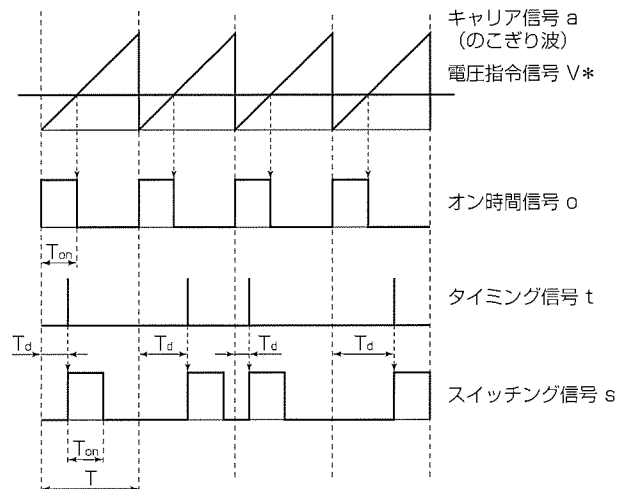 キャリア信号 a
(のこぎり波)
電圧指令信号 V*
オン時間信号 o
Ton
タイミング信号 t
Td
Td
Td
Td
スイッチング信号 s
Ton
T